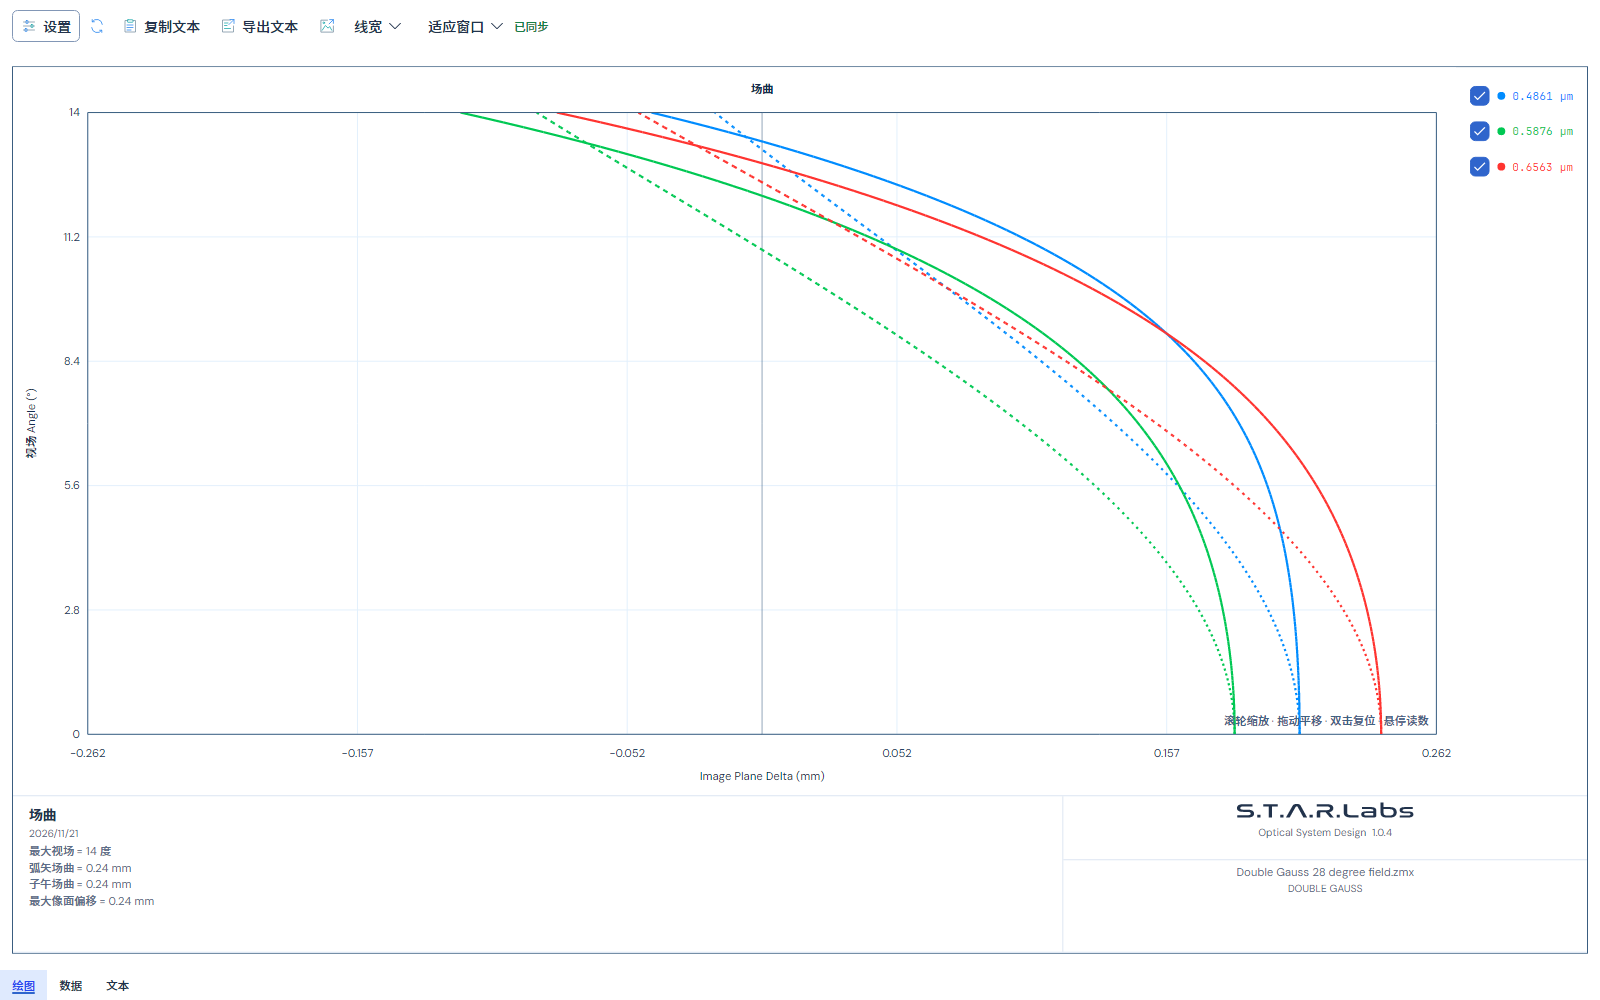 设置 复制文本 导出文本 线宽 适应窗口 已同步
场曲
0.4861 μm
0.5876 μm
0.6563 μm
14
11.2
8.4
5.6
2.8
0
视场 Angle (°)
滚轮缩放 · 拖动平移 · 双击复位 · 悬停读数
-0.262 -0.157 -0.052 0.052 0.157 0.262
Image Plane Delta (mm)
场曲
2026/11/21
最大视场 = 14 度
弧矢场曲 = 0.24 mm
子午场曲 = 0.24 mm
最大像面偏移 = 0.24 mm
S.T.A.R.Labs
Optical System Design 1.0.4
Double Gauss 28 degree field.zmx
DOUBLE GAUSS
绘图 数据 文本